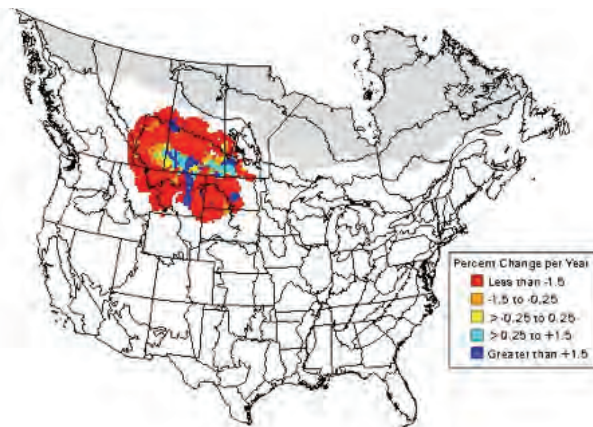 Percent Change per Year
Less than -1.5
-1.5 to -0.25
> -0.25 to 0.25
> 0.25 to +1.5
Greater than +1.5